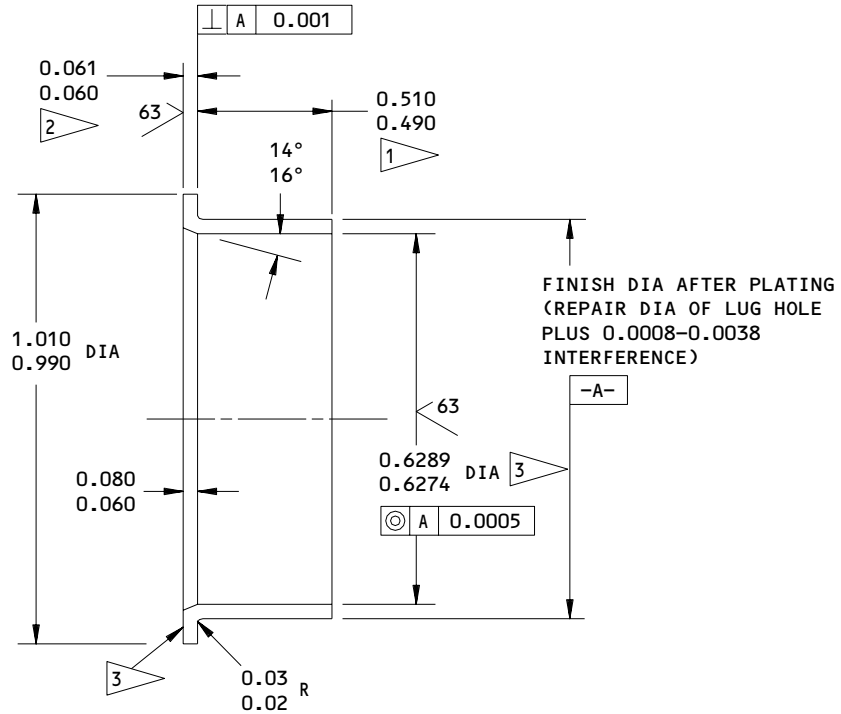 ⊥ A 0.001
0.061
0.060
2
63
0.510
0.490
1
14°
16°
FINISH DIA AFTER PLATING
(REPAIR DIA OF LUG HOLE
PLUS 0.0008–0.0038
INTERFERENCE)
-A-
1.010
0.990 DIA
63
0.6289
0.6274 DIA 3
◎ A 0.0005
0.080
0.060
3
0.03
0.02 R